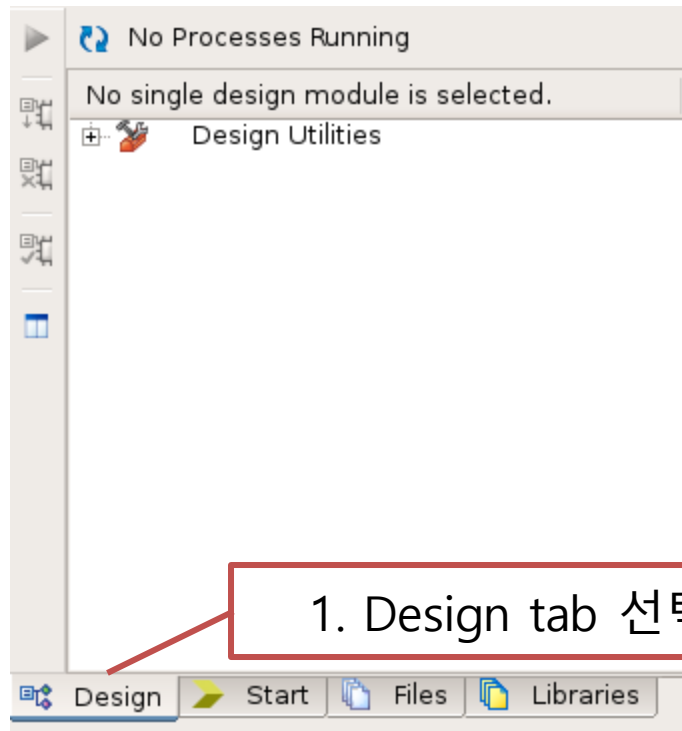 No Processes Running
No single design module is selected.
Design Utilities
1. Design tab
Design Start Files Libraries